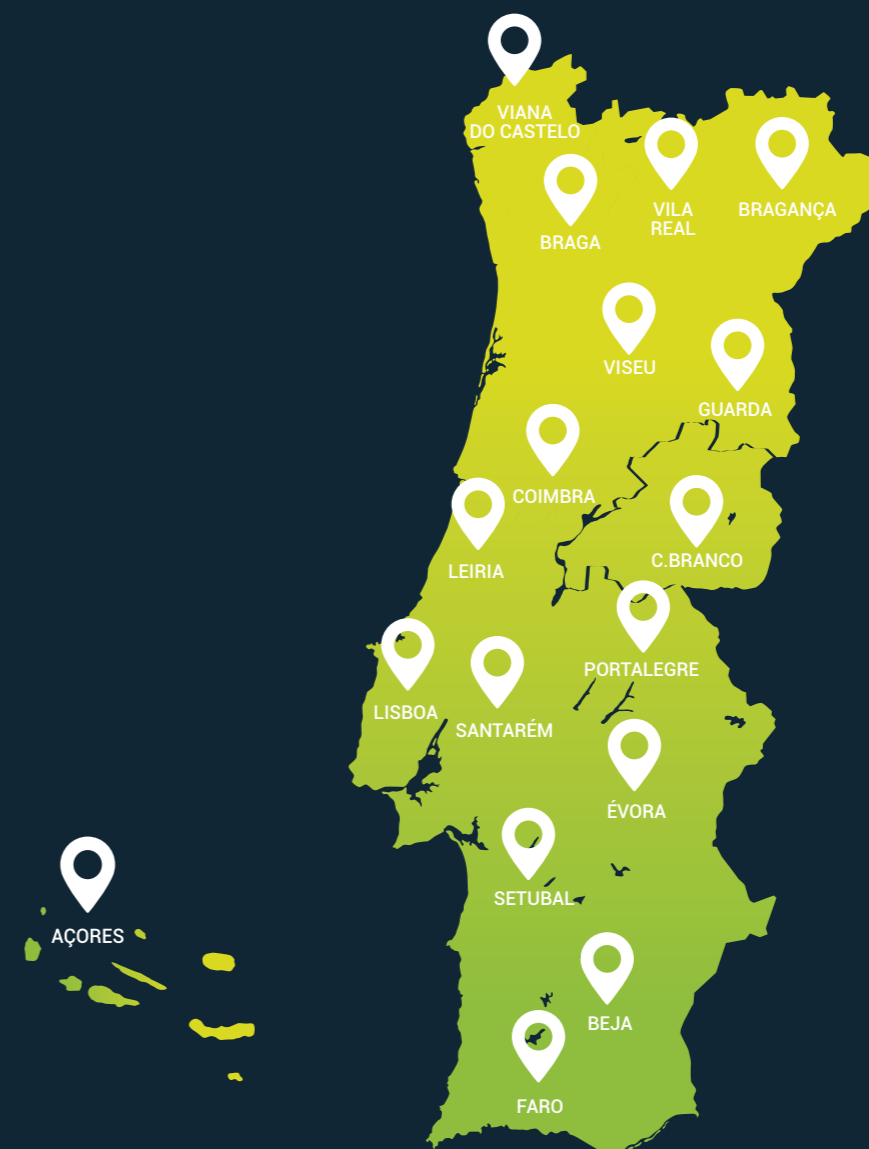 VIANA
DO CASTELO
BRAGA
VILA
REAL
BRAGANÇA
VISEU
GUARDA
COIMBRA
LEIRIA
C.BRANCO
PORTALEGRE
LISBOA
SANTARÉM
ÉVORA
SETUBAL
AÇORES
BEJA
FARO